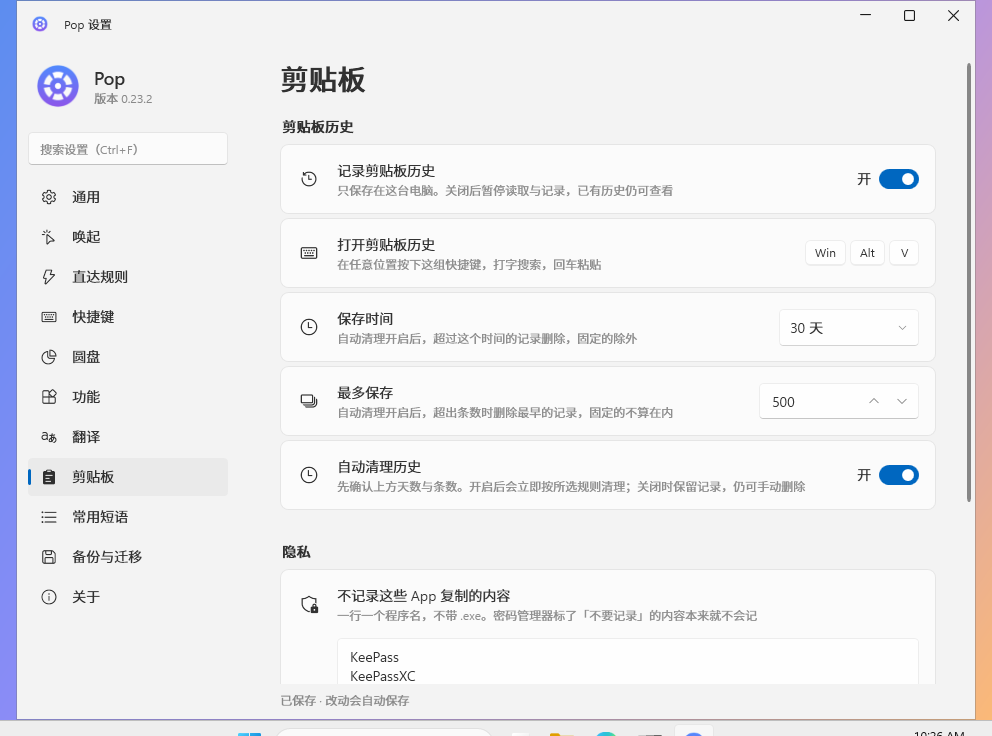 Pop 设置
Pop
版本 0.23.2
搜索设置（Ctrl+F）
通用
唤起
直达规则
快捷键
圆盘
功能
翻译
剪贴板
常用短语
备份与迁移
关于
剪贴板
剪贴板历史
记录剪贴板历史
只保存在这台电脑。关闭后暂停读取与记录，已有历史仍可查看
开
打开剪贴板历史
在任意位置按下这组快捷键，打字搜索，回车粘贴
Win Alt V
保存时间
自动清理开启后，超过这个时间的记录删除，固定的除外
30 天
最多保存
自动清理开启后，超出条数时删除最早的记录，固定的不算在内
500
自动清理历史
先确认上方天数与条数。开启后会立即按所选规则清理；关闭时保留记录，仍可手动删除
开
隐私
不记录这些 App 复制的内容
一行一个程序名，不带 .exe。密码管理器标了「不要记录」的内容本来就不会记
KeePass
KeePassXC
已保存 · 改动会自动保存
10:26 AM